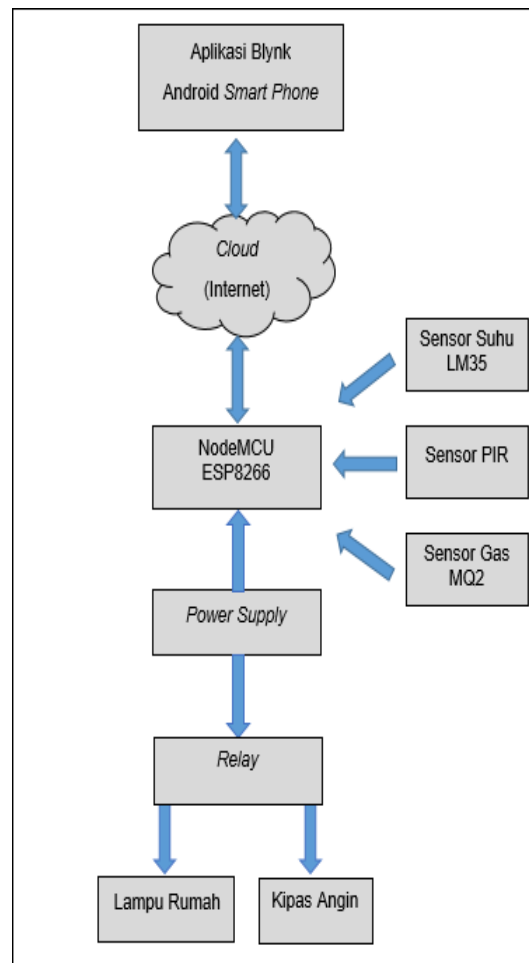 Aplikasi Blynk
Android Smart Phone
Cloud
(Internet)
Sensor Suhu
LM35
NodeMCU
ESP8266
Sensor PIR
Sensor Gas
MQ2
Power Supply
Relay
Lampu Rumah
Kipas Angin